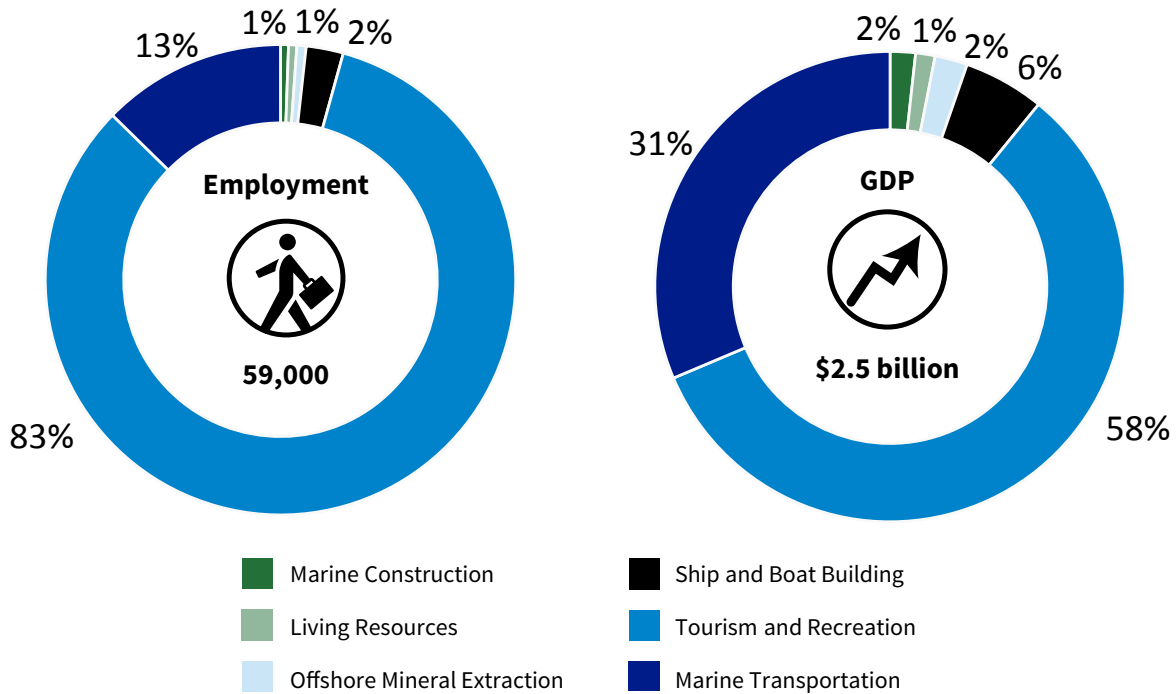 1% 1% 2%
13%
Employment
59,000
83%
2% 1% 2% 6%
31%
GDP
$2.5 billion
58%
Marine Construction
Living Resources
Offshore Mineral Extraction
Ship and Boat Building
Tourism and Recreation
Marine Transportation